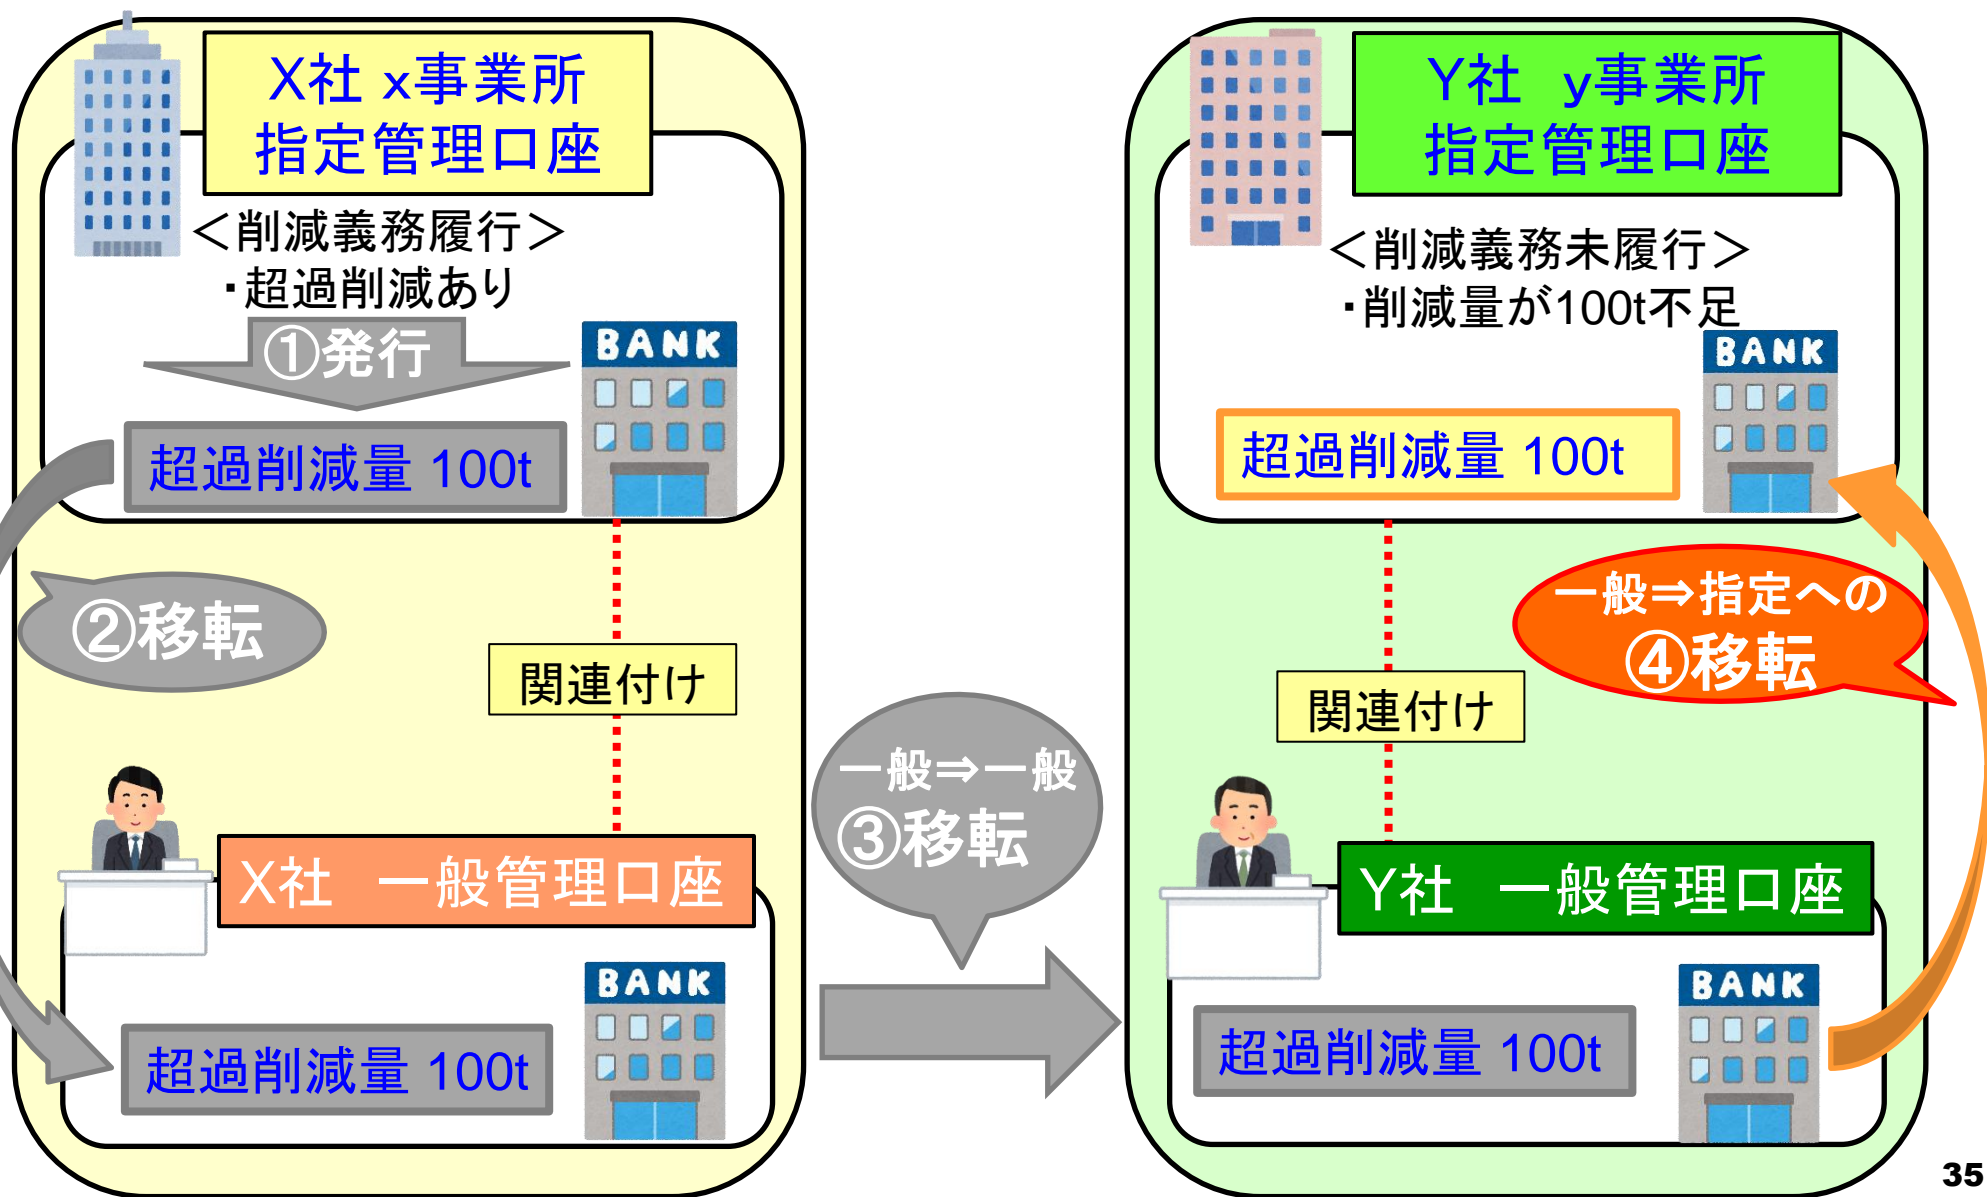 X社 x事業所
指定管理口座
＜削減義務履行＞
・超過削減あり
①発行
BANK
超過削減量 100t
②移転
関連付け
X社　一般管理口座
BANK
超過削減量 100t
一般⇒一般
③移転
Y社　y事業所
指定管理口座
＜削減義務未履行＞
・削減量が100t不足
BANK
超過削減量 100t
一般⇒指定への
④移転
関連付け
Y社　一般管理口座
BANK
超過削減量 100t
35